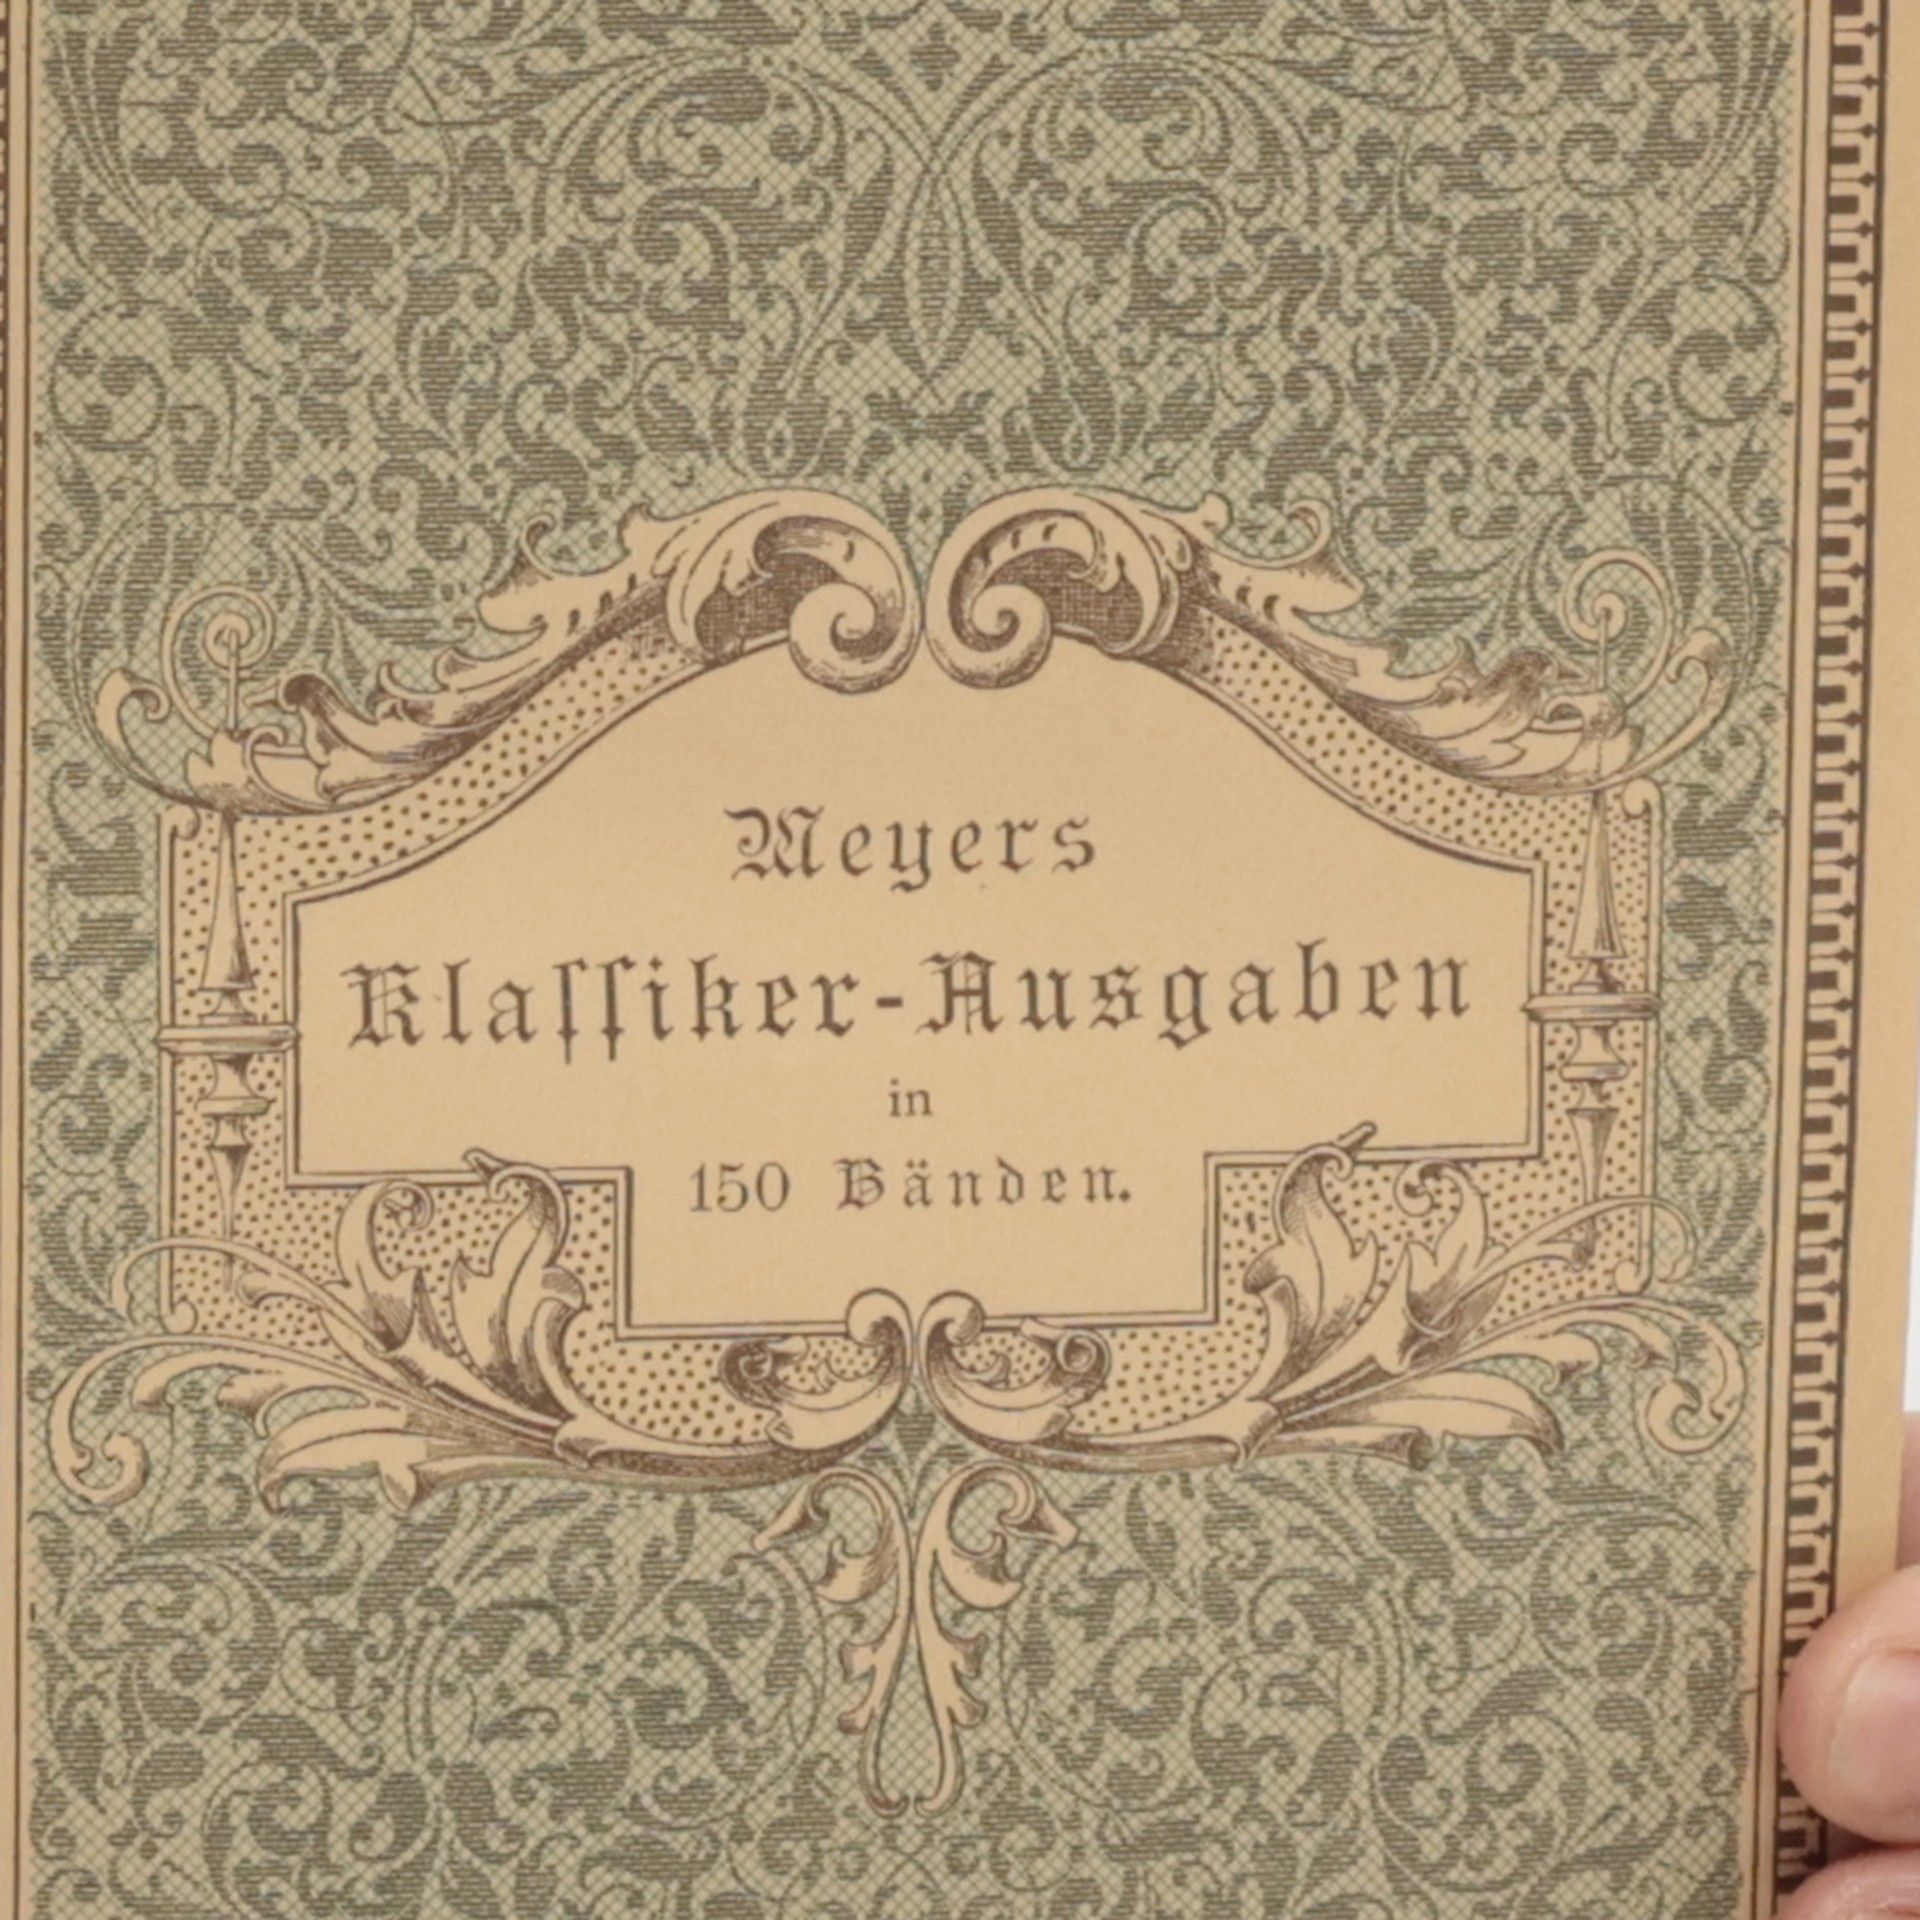 Meyers
Klaſſiker-Ausgaben
in
150 Bänden.